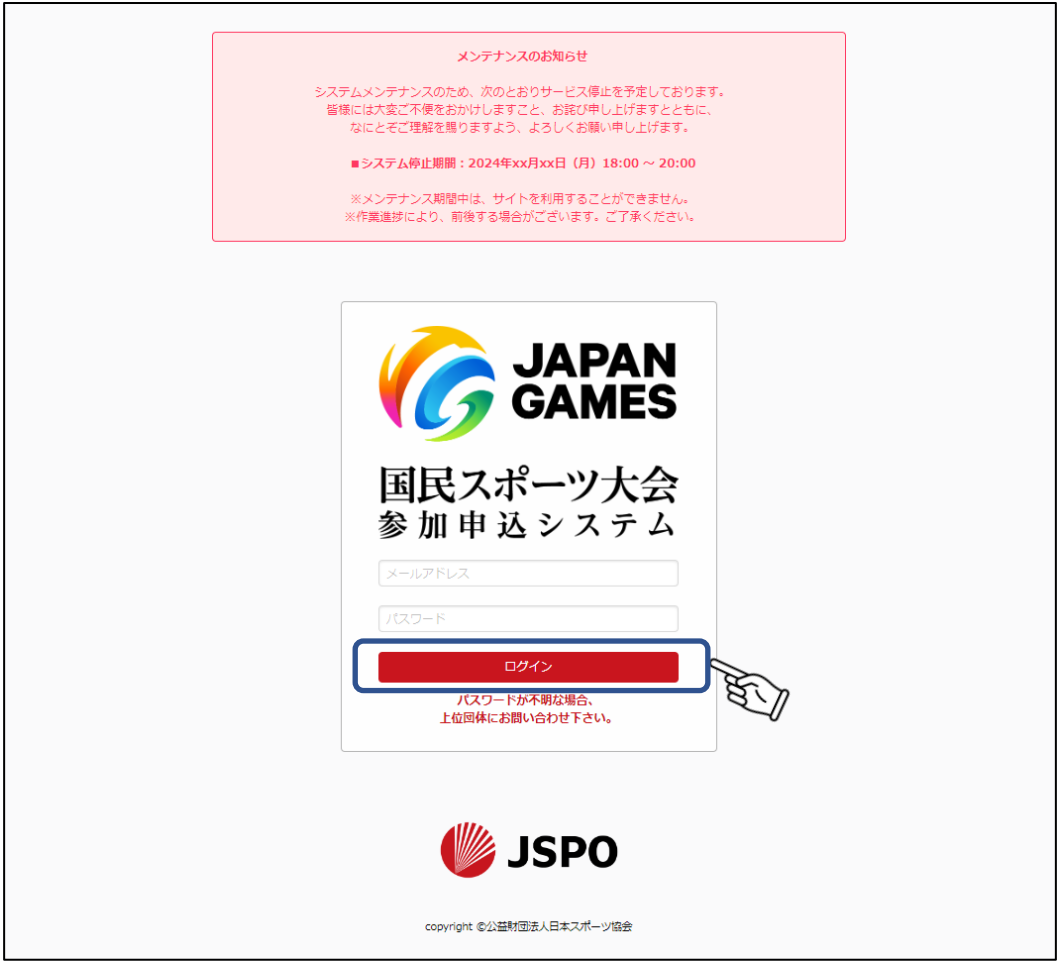 メンテナンスのお知らせ
システムメンテナンスのため、次のとおりサービス停止を予定しております。
皆様には大変ご不便をおかけしますこと、お詫び申し上げますとともに、
なにとぞご理解を賜りますよう、よろしくお願い申し上げます。
■システム停止期間：2024年xx月xx日（月）18:00 ～ 20:00
※メンテナンス期間中は、サイトを利用することができません。
※作業進捗により、前後する場合がございます。ご了承ください。
JAPAN
GAMES
国民スポーツ大会
参加申込システム
メールアドレス
パスワード
ログイン
パスワードが不明な場合、
上位団体にお問い合わせ下さい。
JSPO
copyright ©公益財団法人日本スポーツ協会